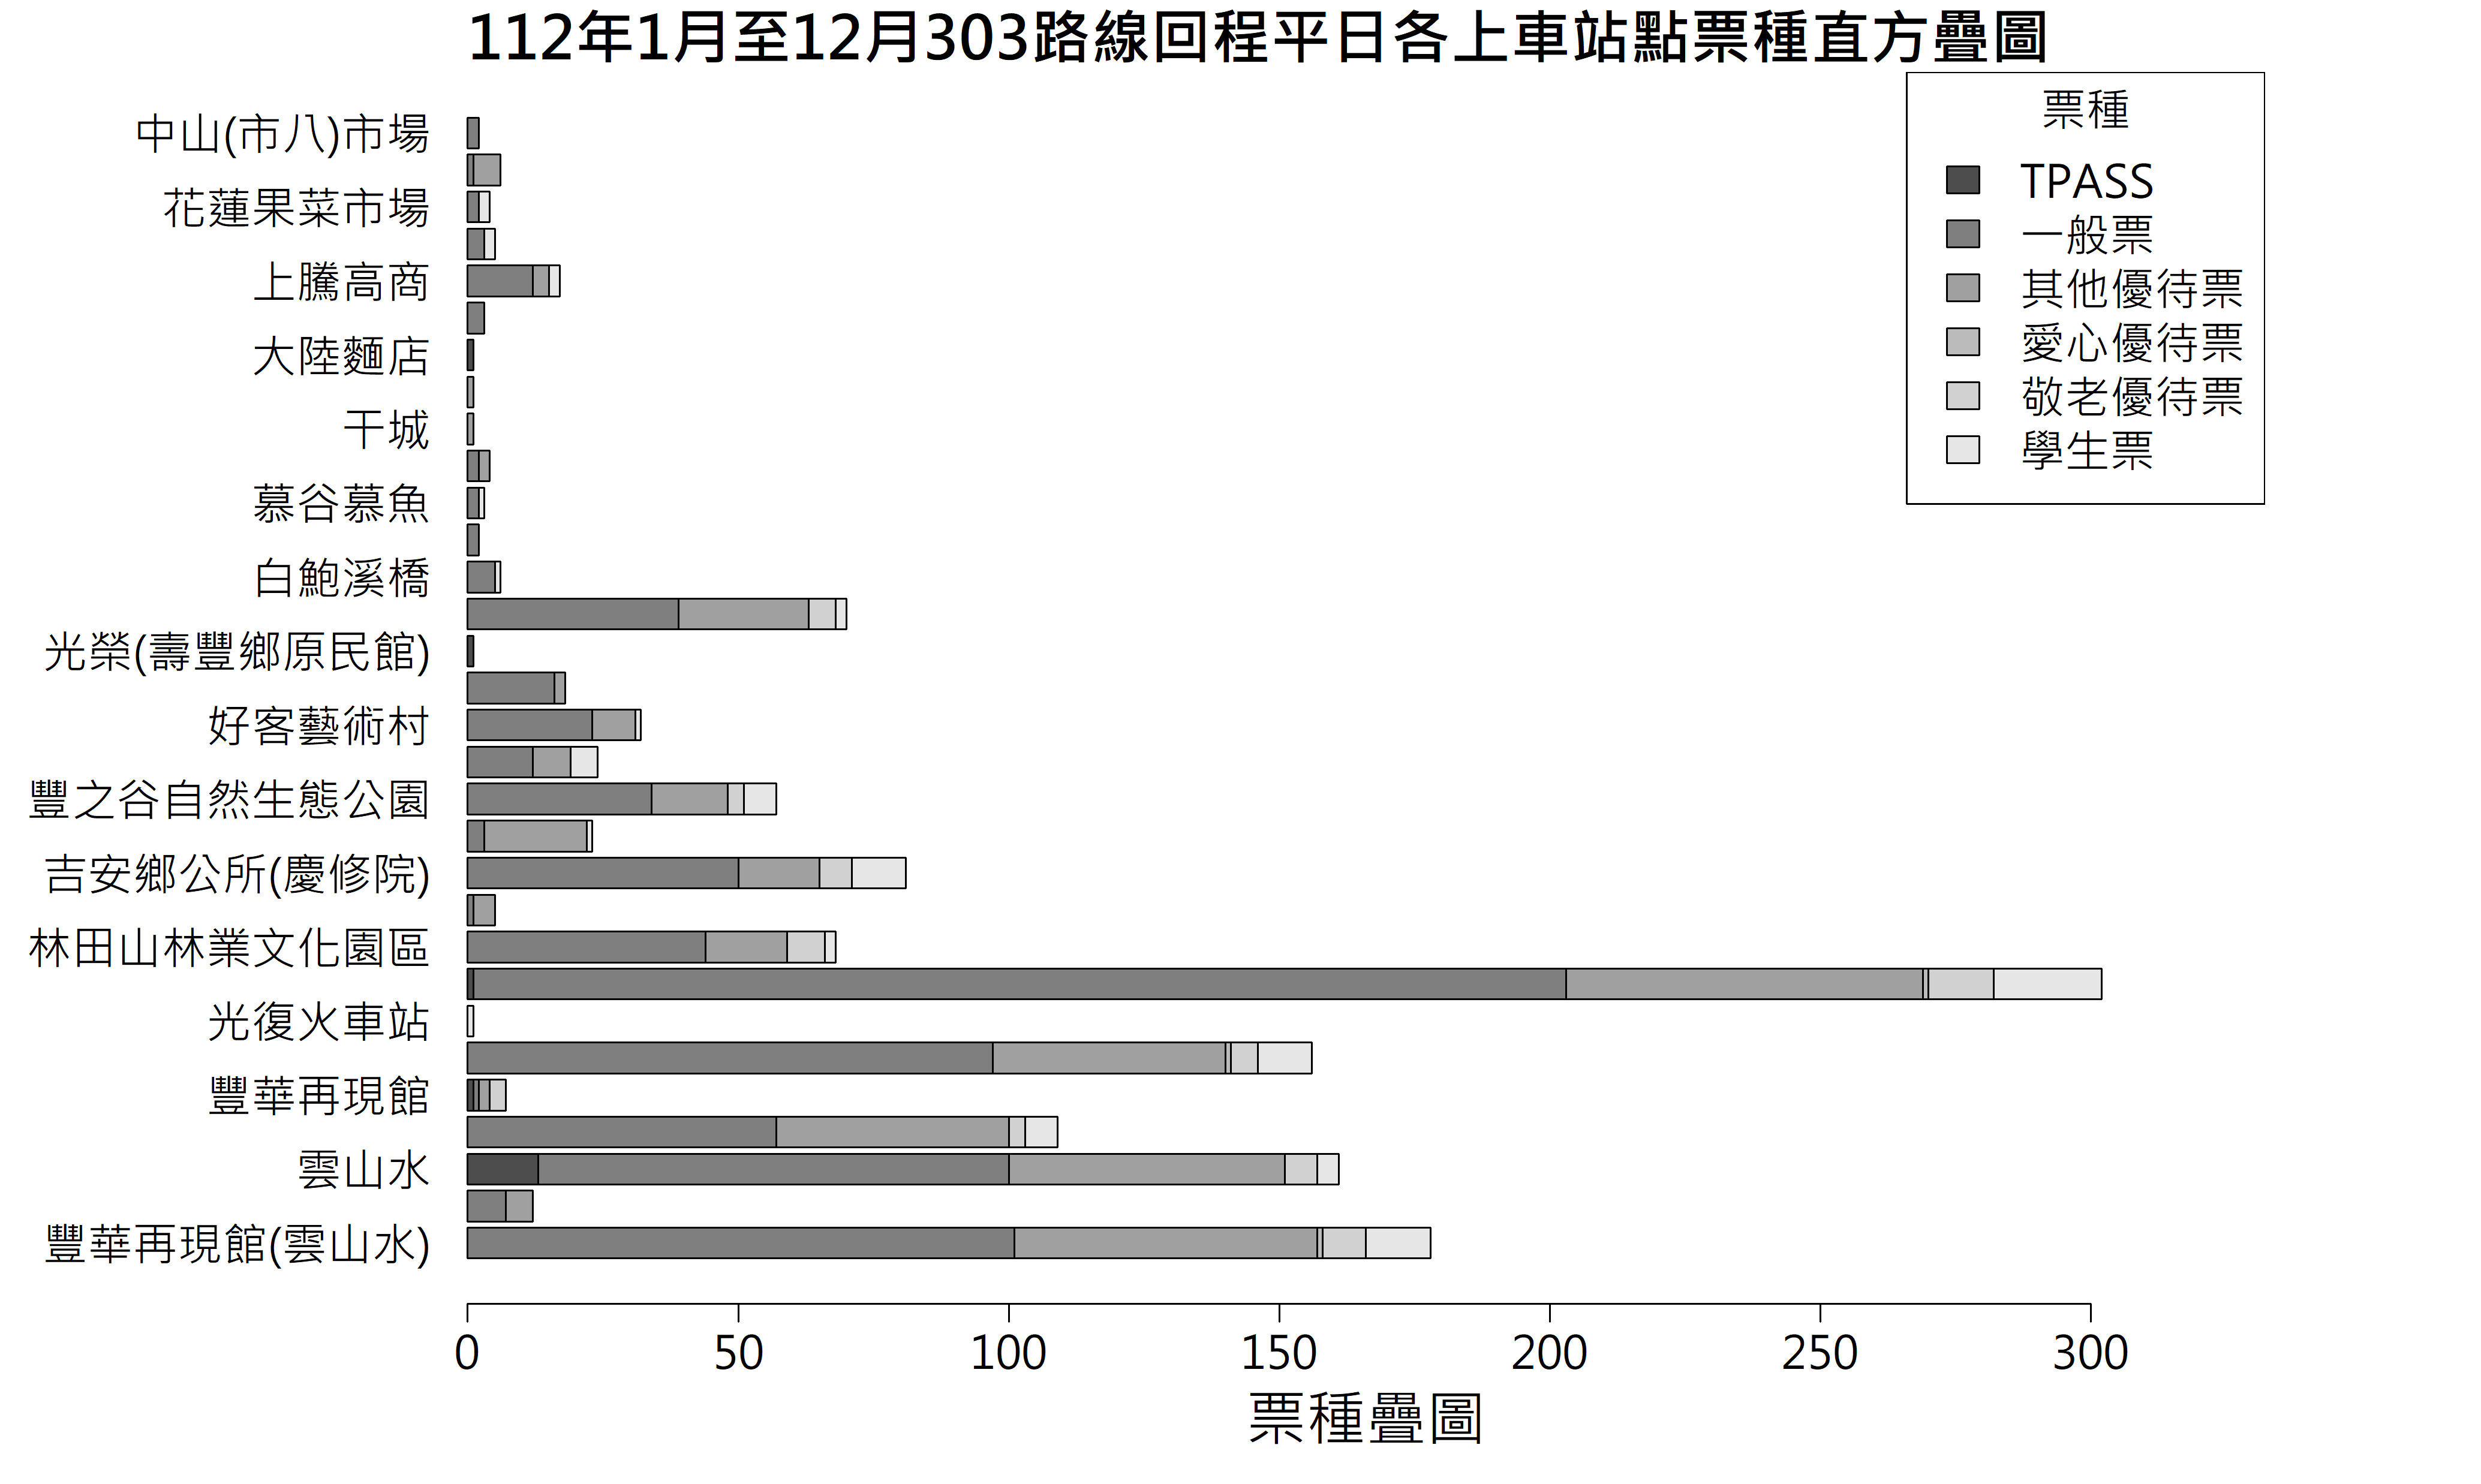 112年1月至12月303路線回程平日各上車站點票種直方疊圖
票種
TPASS
一般票
其他優待票
愛心優待票
敬老優待票
學生票
中山(市八)市場
花蓮果菜市場
上騰高商
大陸麵店
干城
慕谷慕魚
白鮑溪橋
光榮(壽豐鄉原民館)
好客藝術村
豐之谷自然生態公園
吉安鄉公所(慶修院)
林田山林業文化園區
光復火車站
豐華再現館
雲山水
豐華再現館(雲山水)
0 50 100 150 200 250 300
票種疊圖